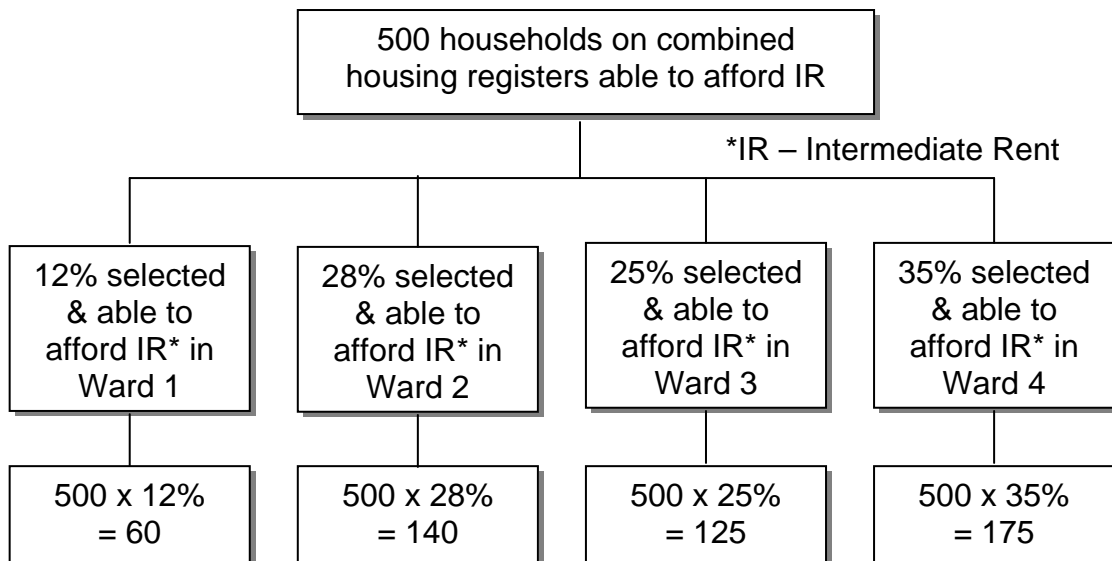 500 households on combined
housing registers able to afford IR
*IR – Intermediate Rent
12% selected
& able to
afford IR* in
Ward 1
28% selected
& able to
afford IR* in
Ward 2
25% selected
& able to
afford IR* in
Ward 3
35% selected
& able to
afford IR* in
Ward 4
500 x 12%
= 60
500 x 28%
= 140
500 x 25%
= 125
500 x 35%
= 175